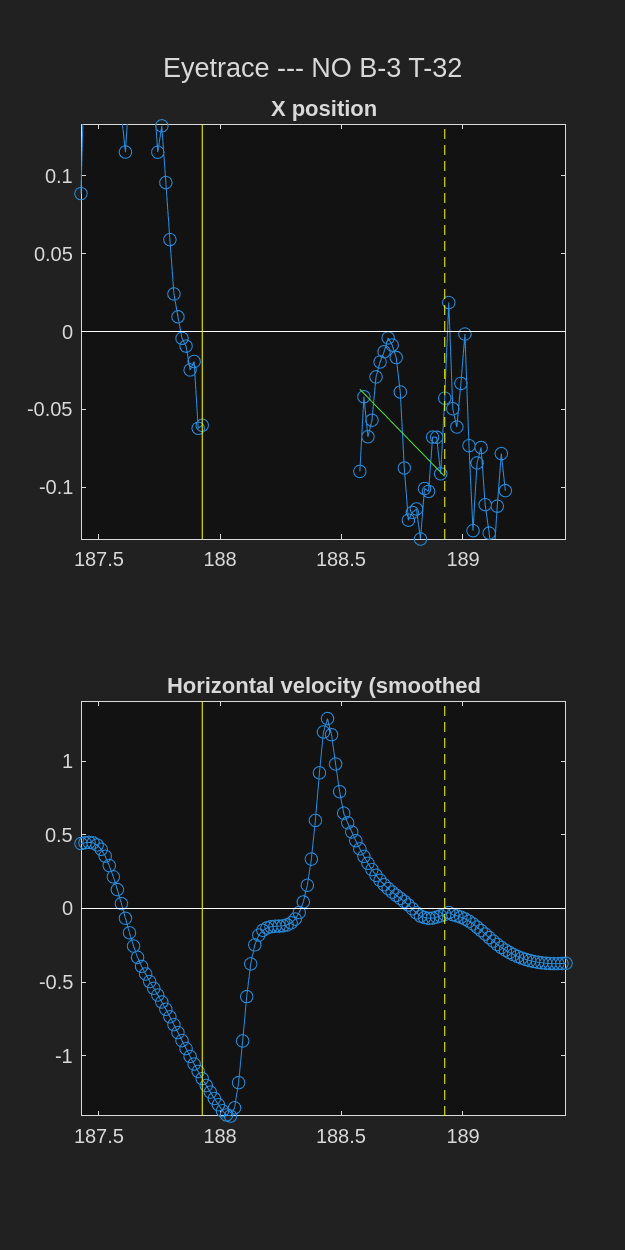 Eyetrace --- NO B-3 T-32
X position
0.1
0.05
0
-0.05
-0.1
187.5 188 188.5 189
Horizontal velocity (smoothed
1
0.5
0
-0.5
-1
187.5 188 188.5 189